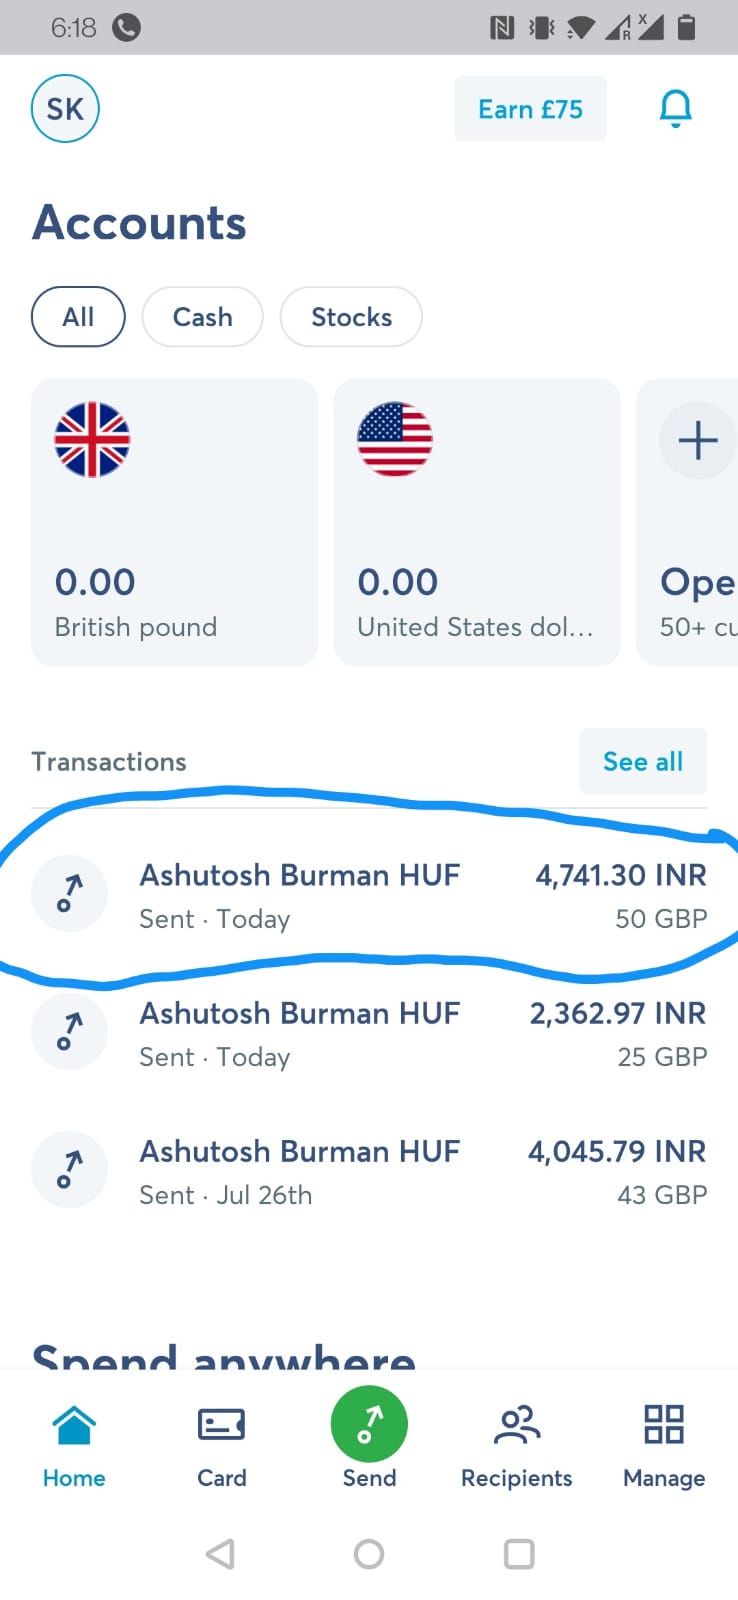 6:18
R X
SK
Earn £75
Accounts
All Cash Stocks
0.00
British pound
0.00
United States dol...
Ope
50+ cu
Transactions
See all
Ashutosh Burman HUF 4,741.30 INR
Sent · Today 50 GBP
Ashutosh Burman HUF 2,362.97 INR
Sent · Today 25 GBP
Ashutosh Burman HUF 4,045.79 INR
Sent · Jul 26th 43 GBP
Spend anywhere
Home Card Send Recipients Manage